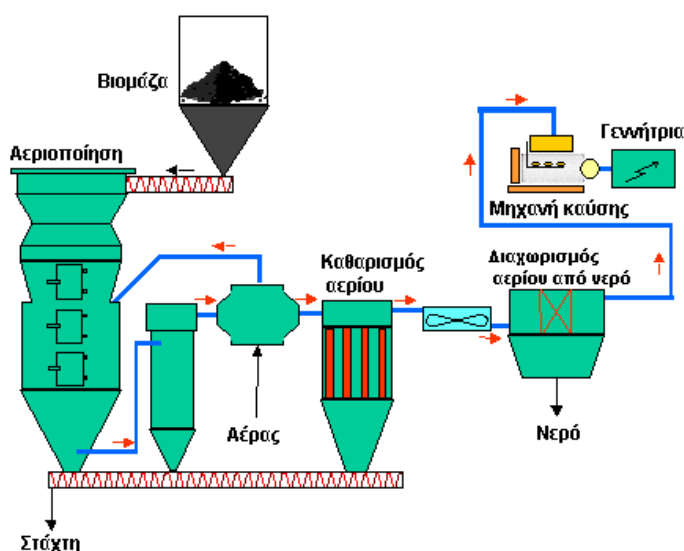 Βιομάζα
Αεριοποίηση
Γεννήτρια
Μηχανή καύσης
Καθαρισμός
αερίου
Διαχωρισμός
αερίου από νερό
Αέρας
Νερό
Στάχτη